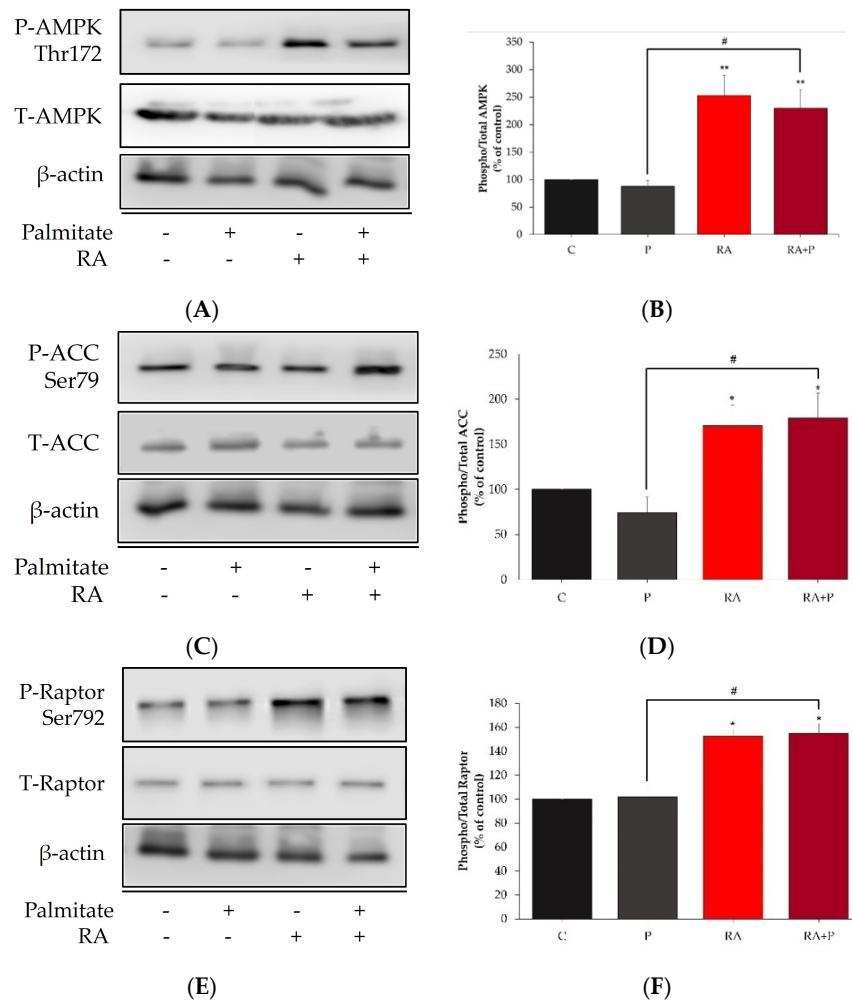 P-AMPK
Thr172
T-AMPK
β-actin
Palmitate - + - +
RA - - + +
(A)
Phospho/Total AMPK
(% of control)
350
300
250
200
150
100
50
0
#
**
**
C P RA RA+P
(B)
P-ACC
Ser79
T-ACC
β-actin
Palmitate - + - +
RA - - + +
(C)
Phospho/Total ACC
(% of control)
250
200
150
100
50
0
#
*
*
C P RA RA+P
(D)
P-Raptor
Ser792
T-Raptor
β-actin
Palmitate - + - +
RA - - + +
(E)
Phospho/Total Raptor
(% of control)
180
160
140
120
100
80
60
40
20
0
#
*
*
C P RA RA+P
(F)